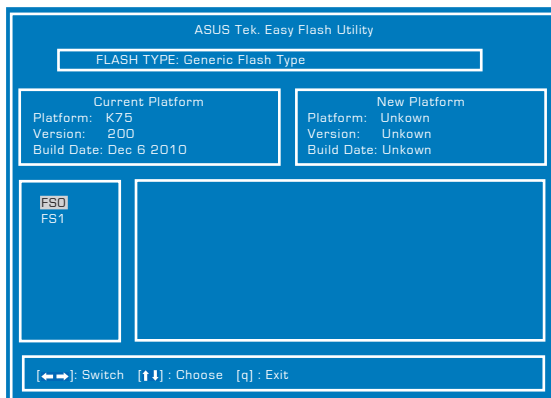 ASUS Tek. Easy Flash Utility
FLASH TYPE: Generic Flash Type
Current Platform
Platform: K75
Version: 200
Build Date: Dec 6 2010
New Platform
Platform: Unkown
Version: Unkown
Build Date: Unkown
FS0
FS1
[←→]: Switch [↑↓] : Choose [q] : Exit